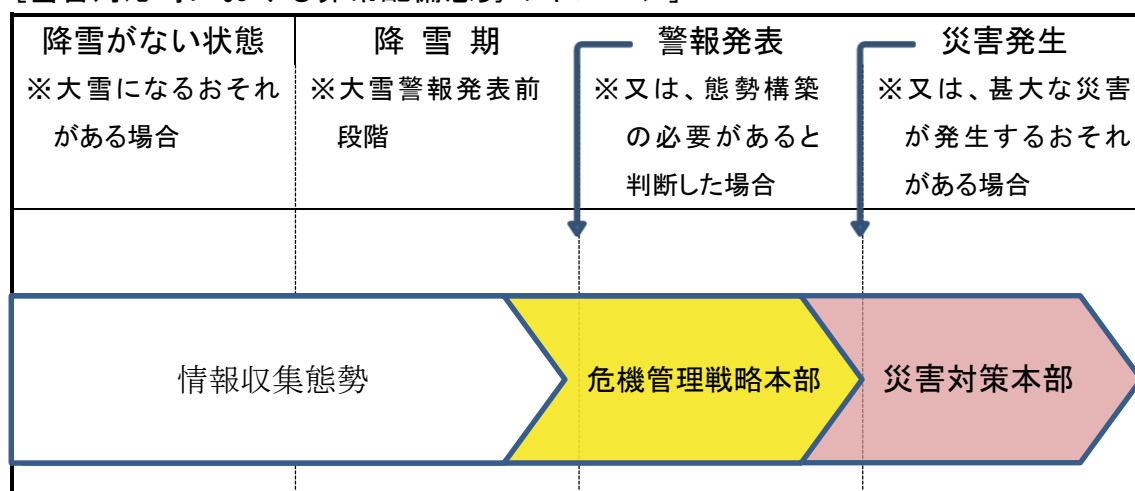 降雪がない状態
※大雪になるおそれ
がある場合
降雪期
※大雪警報発表前
段階
警報発表
※又は、態勢構築
の必要があると
判断した場合
災害発生
※又は、甚大な災害
が発生するおそれ
がある場合
情報収集態勢
危機管理戦略本部
災害対策本部